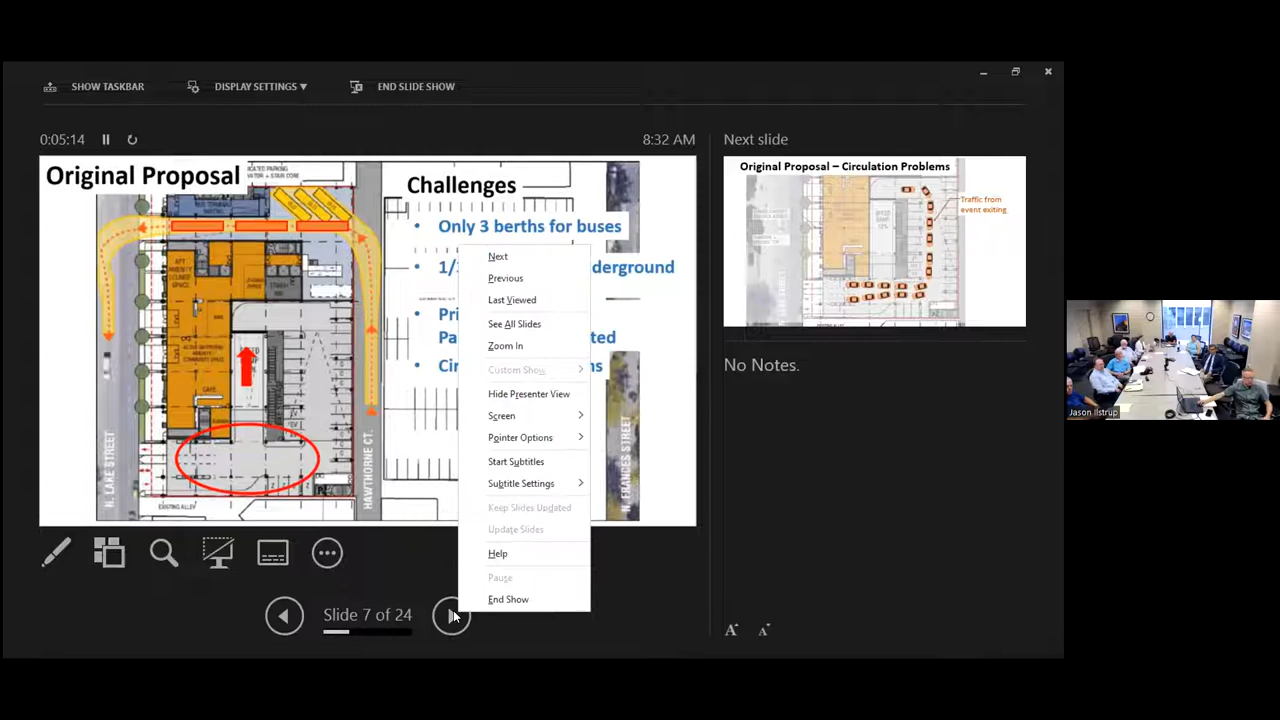 SHOW TASKBAR
DISPLAY SETTINGS ▼
END SLIDE SHOW
0:05:14
8:32 AM
Original Proposal
Challenges
• Only 3 berths for buses
• 1/
derground
• Pri
Pa
ted
• Cir
ns
N. LAKE STREET
HAWTHORNE CT.
N. FRANCES STREET
EXISTING ALLEY
CAFE
Next
Previous
Last Viewed
See All Slides
Zoom In
Custom Show
Hide Presenter View
Screen
Pointer Options
Start Subtitles
Subtitle Settings
Keep Slides Updated
Update Slides
Help
Pause
End Show
Slide 7 of 24
Next slide
Original Proposal – Circulation Problems
Traffic from
event exiting
No Notes.
A A
Jason Ilstrup